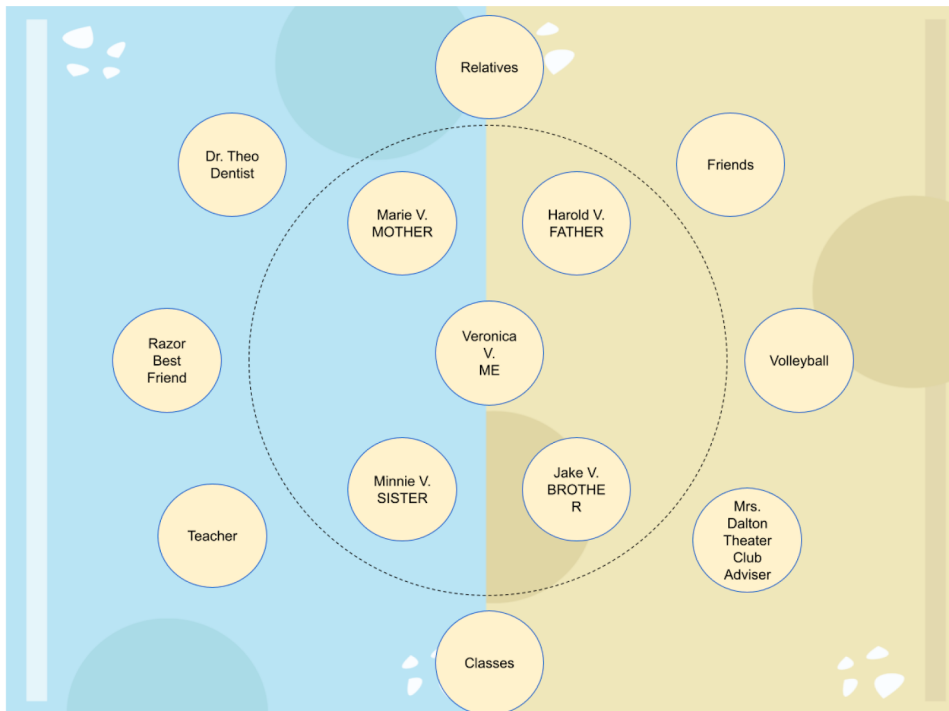 Relatives
Dr. Theo
Dentist
Friends
Marie V.
MOTHER
Harold V.
FATHER
Razor
Best
Friend
Veronica
V.
ME
Volleyball
Minnie V.
SISTER
Jake V.
BROTHE
R
Teacher
Mrs.
Dalton
Theater
Club
Adviser
Classes